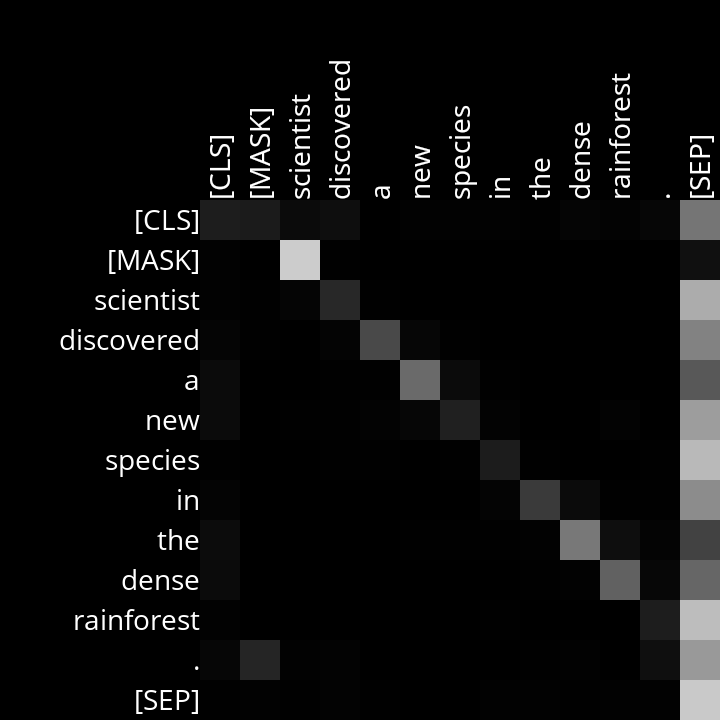 [CLS]
[MASK]
scientist
discovered
a
new
species
in
the
dense
rainforest
.
[SEP]
[CLS]
[MASK]
scientist
discovered
a
new
species
in
the
dense
rainforest
.
[SEP]